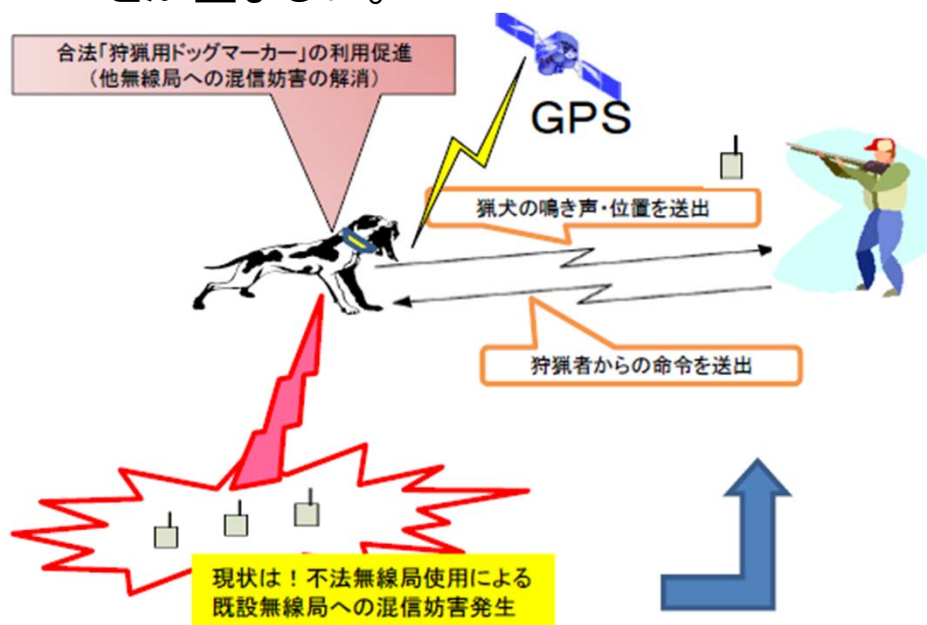 合法「狩猟用ドッグマーカー」の利用促進
(他無線局への混信妨害の解消)
GPS
猟犬の鳴き声・位置を送出
狩猟者からの命令を送出
現状は！不法無線局使用による
既設無線局への混信妨害発生